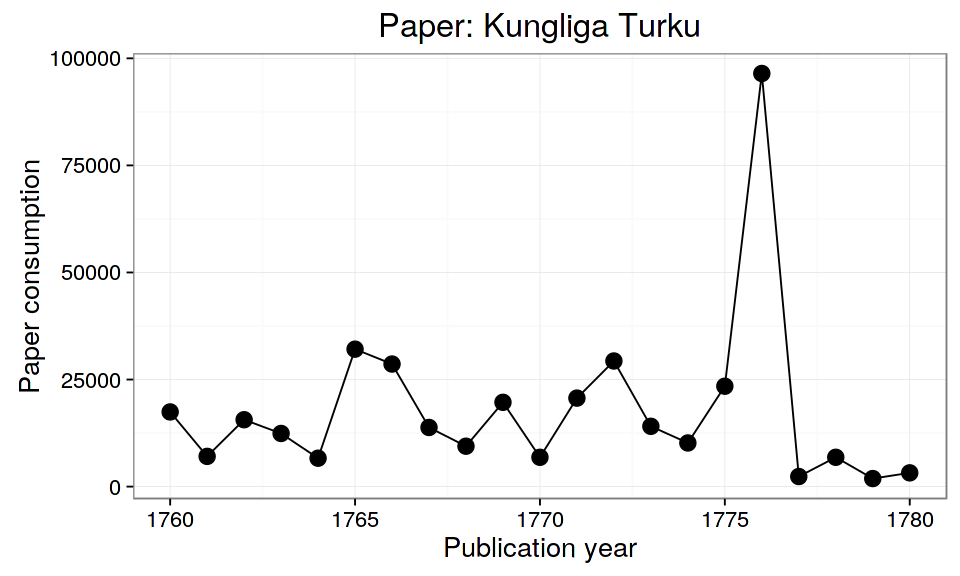 Paper: Kungliga Turku
Paper consumption
100000
75000
50000
25000
0
1760 1765 1770 1775 1780
Publication year